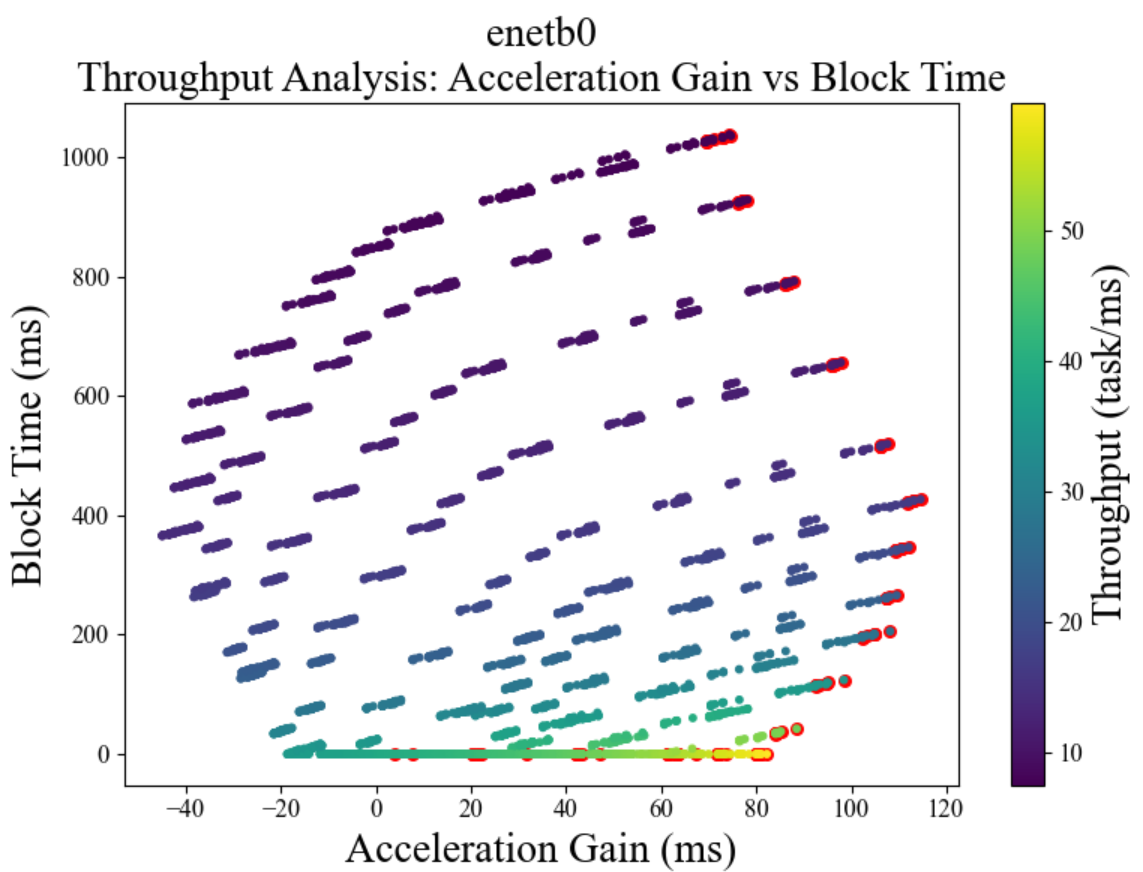 enetb0
Throughput Analysis: Acceleration Gain vs Block Time
1000
800
600
400
200
0
Block Time (ms)
−40 −20 0 20 40 60 80 100 120
Acceleration Gain (ms)
50
40
30
20
10
Throughput (task/ms)